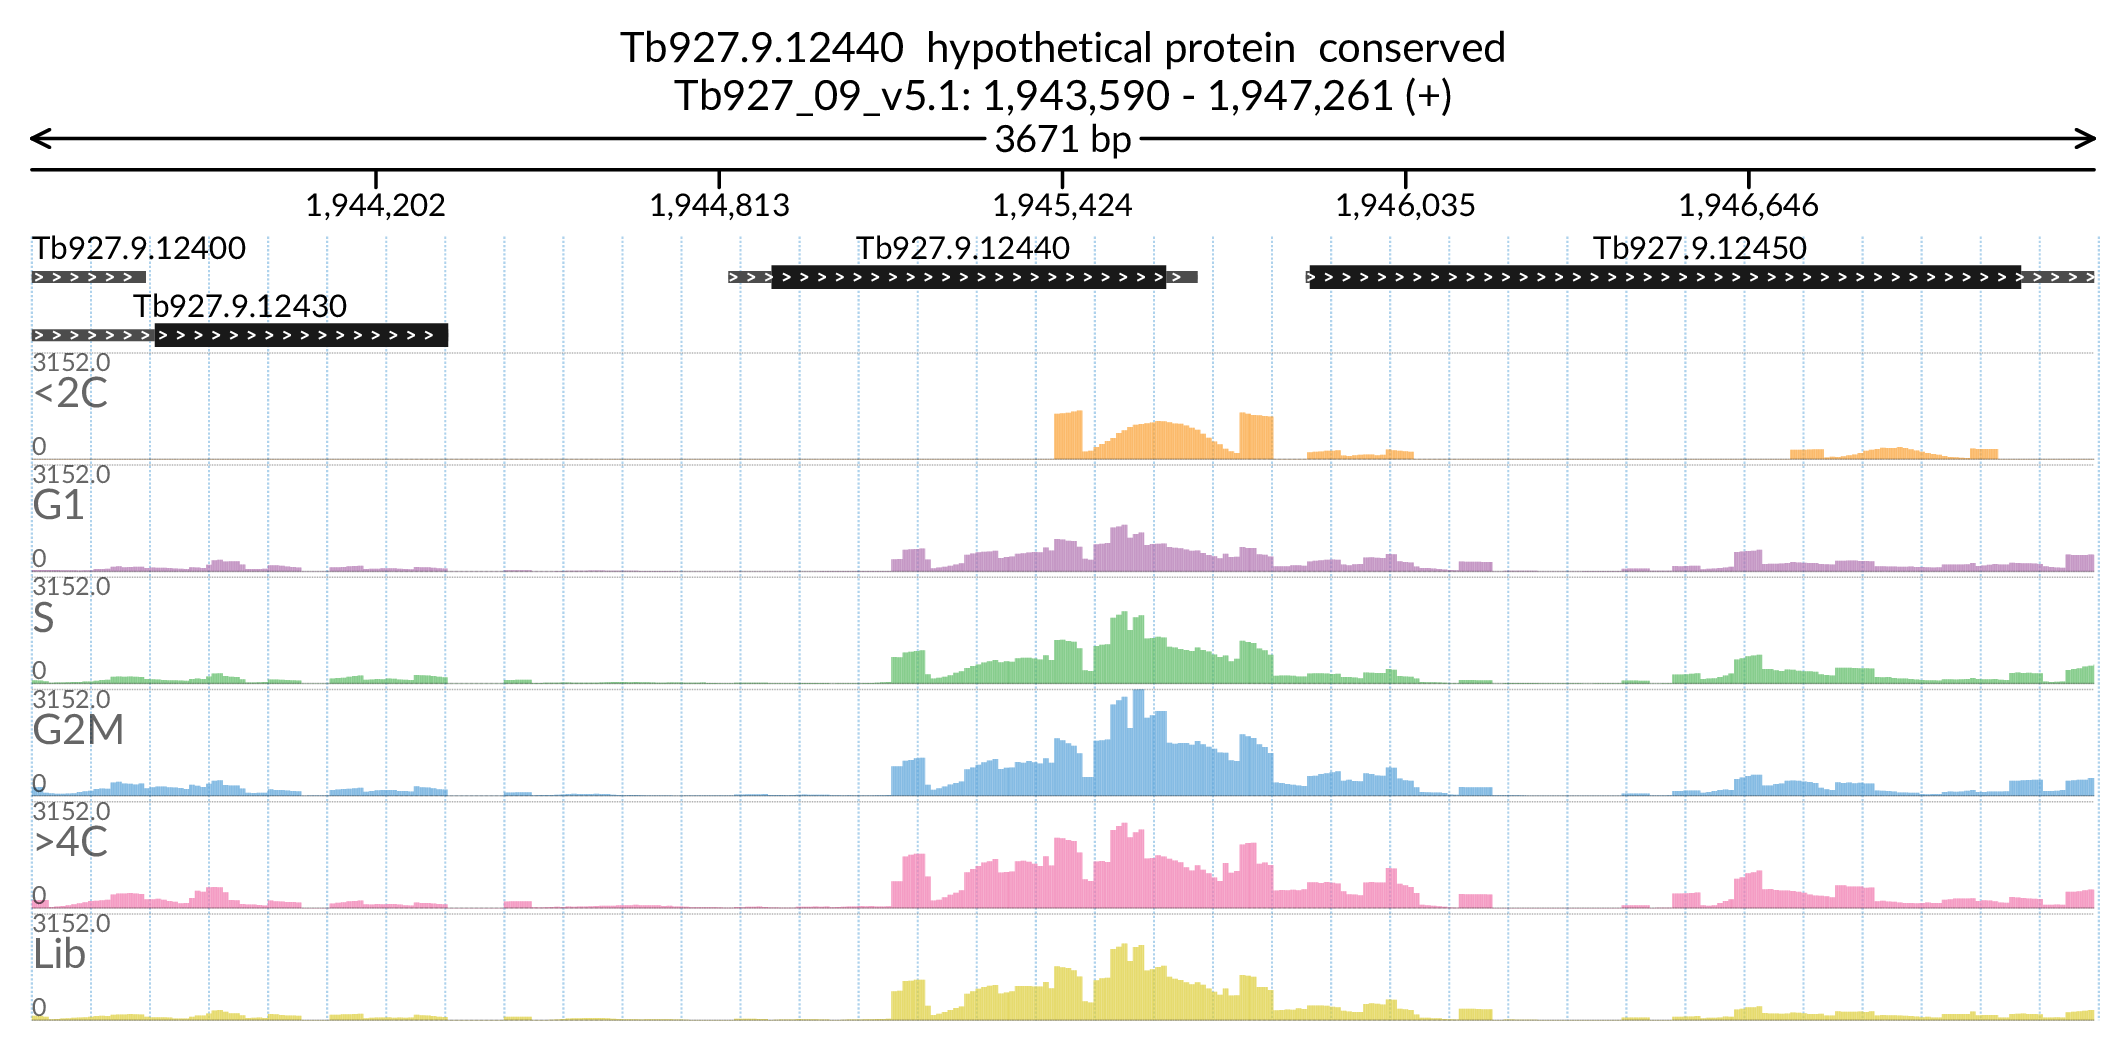 Tb927.9.12440  hypothetical protein  conserved
Tb927_09_v5.1: 1,943,590 - 1,947,261 (+)
3671 bp
1,944,202 1,944,813 1,945,424 1,946,035 1,946,646
Tb927.9.12400 Tb927.9.12440 Tb927.9.12450
Tb927.9.12430
3152.0
<2C
0
3152.0
G1
0
3152.0
S
0
3152.0
G2M
0
3152.0
>4C
0
3152.0
Lib
0